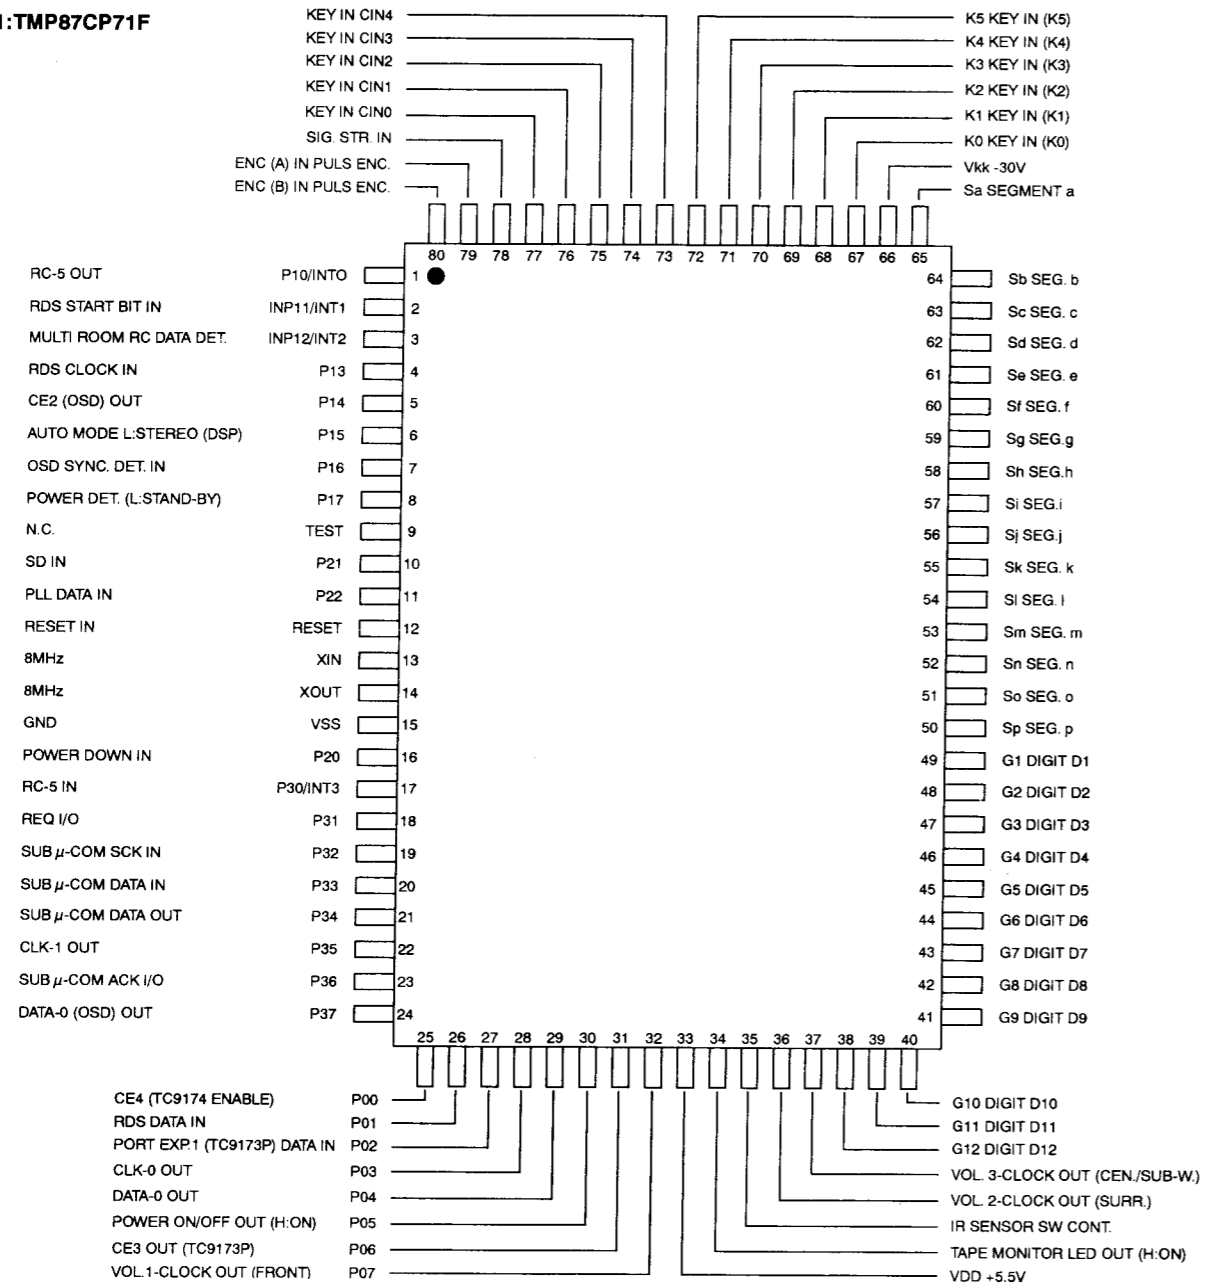 1:TMP87CP71F
KEY IN CIN4
KEY IN CIN3
KEY IN CIN2
KEY IN CIN1
KEY IN CIN0
SIG. STR. IN
ENC (A) IN PULS ENC.
ENC (B) IN PULS ENC.
K5 KEY IN (K5)
K4 KEY IN (K4)
K3 KEY IN (K3)
K2 KEY IN (K2)
K1 KEY IN (K1)
K0 KEY IN (K0)
Vkk -30V
Sa SEGMENT a
80 79 78 77 76 75 74 73 72 71 70 69 68 67 66 65
RC-5 OUT P10/INTO 1
RDS START BIT IN INP11/INT1 2
MULTI ROOM RC DATA DET. INP12/INT2 3
RDS CLOCK IN P13 4
CE2 (OSD) OUT P14 5
AUTO MODE L:STEREO (DSP) P15 6
OSD SYNC. DET. IN P16 7
POWER DET. (L:STAND-BY) P17 8
N.C. TEST 9
SD IN P21 10
PLL DATA IN P22 11
RESET IN RESET 12
8MHz XIN 13
8MHz XOUT 14
GND VSS 15
POWER DOWN IN P20 16
RC-5 IN P30/INT3 17
REQ I/O P31 18
SUB μ-COM SCK IN P32 19
SUB μ-COM DATA IN P33 20
SUB μ-COM DATA OUT P34 21
CLK-1 OUT P35 22
SUB μ-COM ACK I/O P36 23
DATA-0 (OSD) OUT P37 24
64 Sb SEG. b
63 Sc SEG. c
62 Sd SEG. d
61 Se SEG. e
60 Sf SEG. f
59 Sg SEG.g
58 Sh SEG.h
57 Si SEG.i
56 Sj SEG.j
55 Sk SEG. k
54 Sl SEG. l
53 Sm SEG. m
52 Sn SEG. n
51 So SEG. o
50 Sp SEG. p
49 G1 DIGIT D1
48 G2 DIGIT D2
47 G3 DIGIT D3
46 G4 DIGIT D4
45 G5 DIGIT D5
44 G6 DIGIT D6
43 G7 DIGIT D7
42 G8 DIGIT D8
41 G9 DIGIT D9
25 26 27 28 29 30 31 32 33 34 35 36 37 38 39 40
CE4 (TC9174 ENABLE) P00
RDS DATA IN P01
PORT EXP.1 (TC9173P) DATA IN P02
CLK-0 OUT P03
DATA-0 OUT P04
POWER ON/OFF OUT (H:ON) P05
CE3 OUT (TC9173P) P06
VOL.1-CLOCK OUT (FRONT) P07
G10 DIGIT D10
G11 DIGIT D11
G12 DIGIT D12
VOL. 3-CLOCK OUT (CEN./SUB-W.)
VOL. 2-CLOCK OUT (SURR.)
IR SENSOR SW CONT.
TAPE MONITOR LED OUT (H:ON)
VDD +5.5V